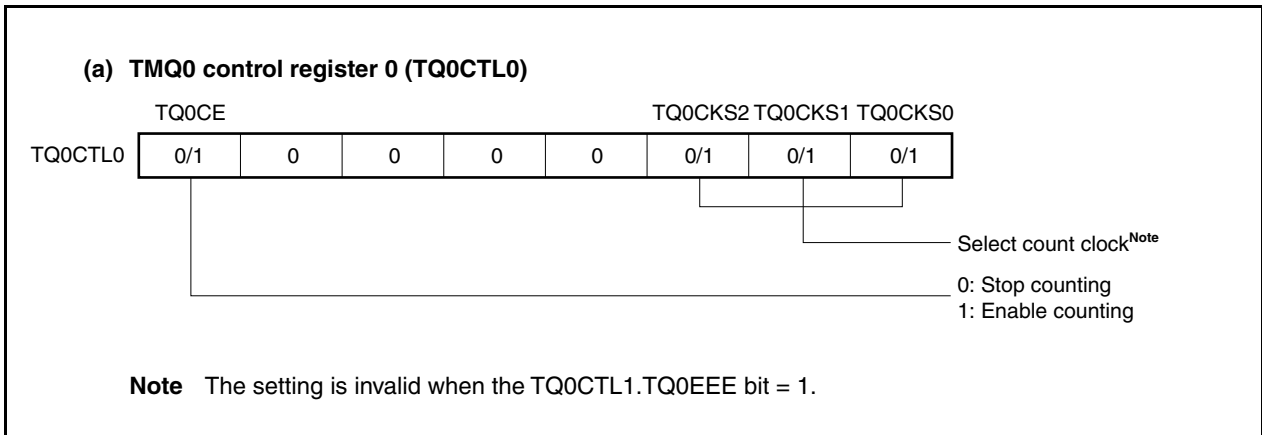 (a) TMQ0 control register 0 (TQ0CTL0)
TQ0CE TQ0CKS2 TQ0CKS1 TQ0CKS0
TQ0CTL0 0/1 0 0 0 0 0/1 0/1 0/1
Select count clockNote
0: Stop counting
1: Enable counting
Note The setting is invalid when the TQ0CTL1.TQ0EEE bit = 1.